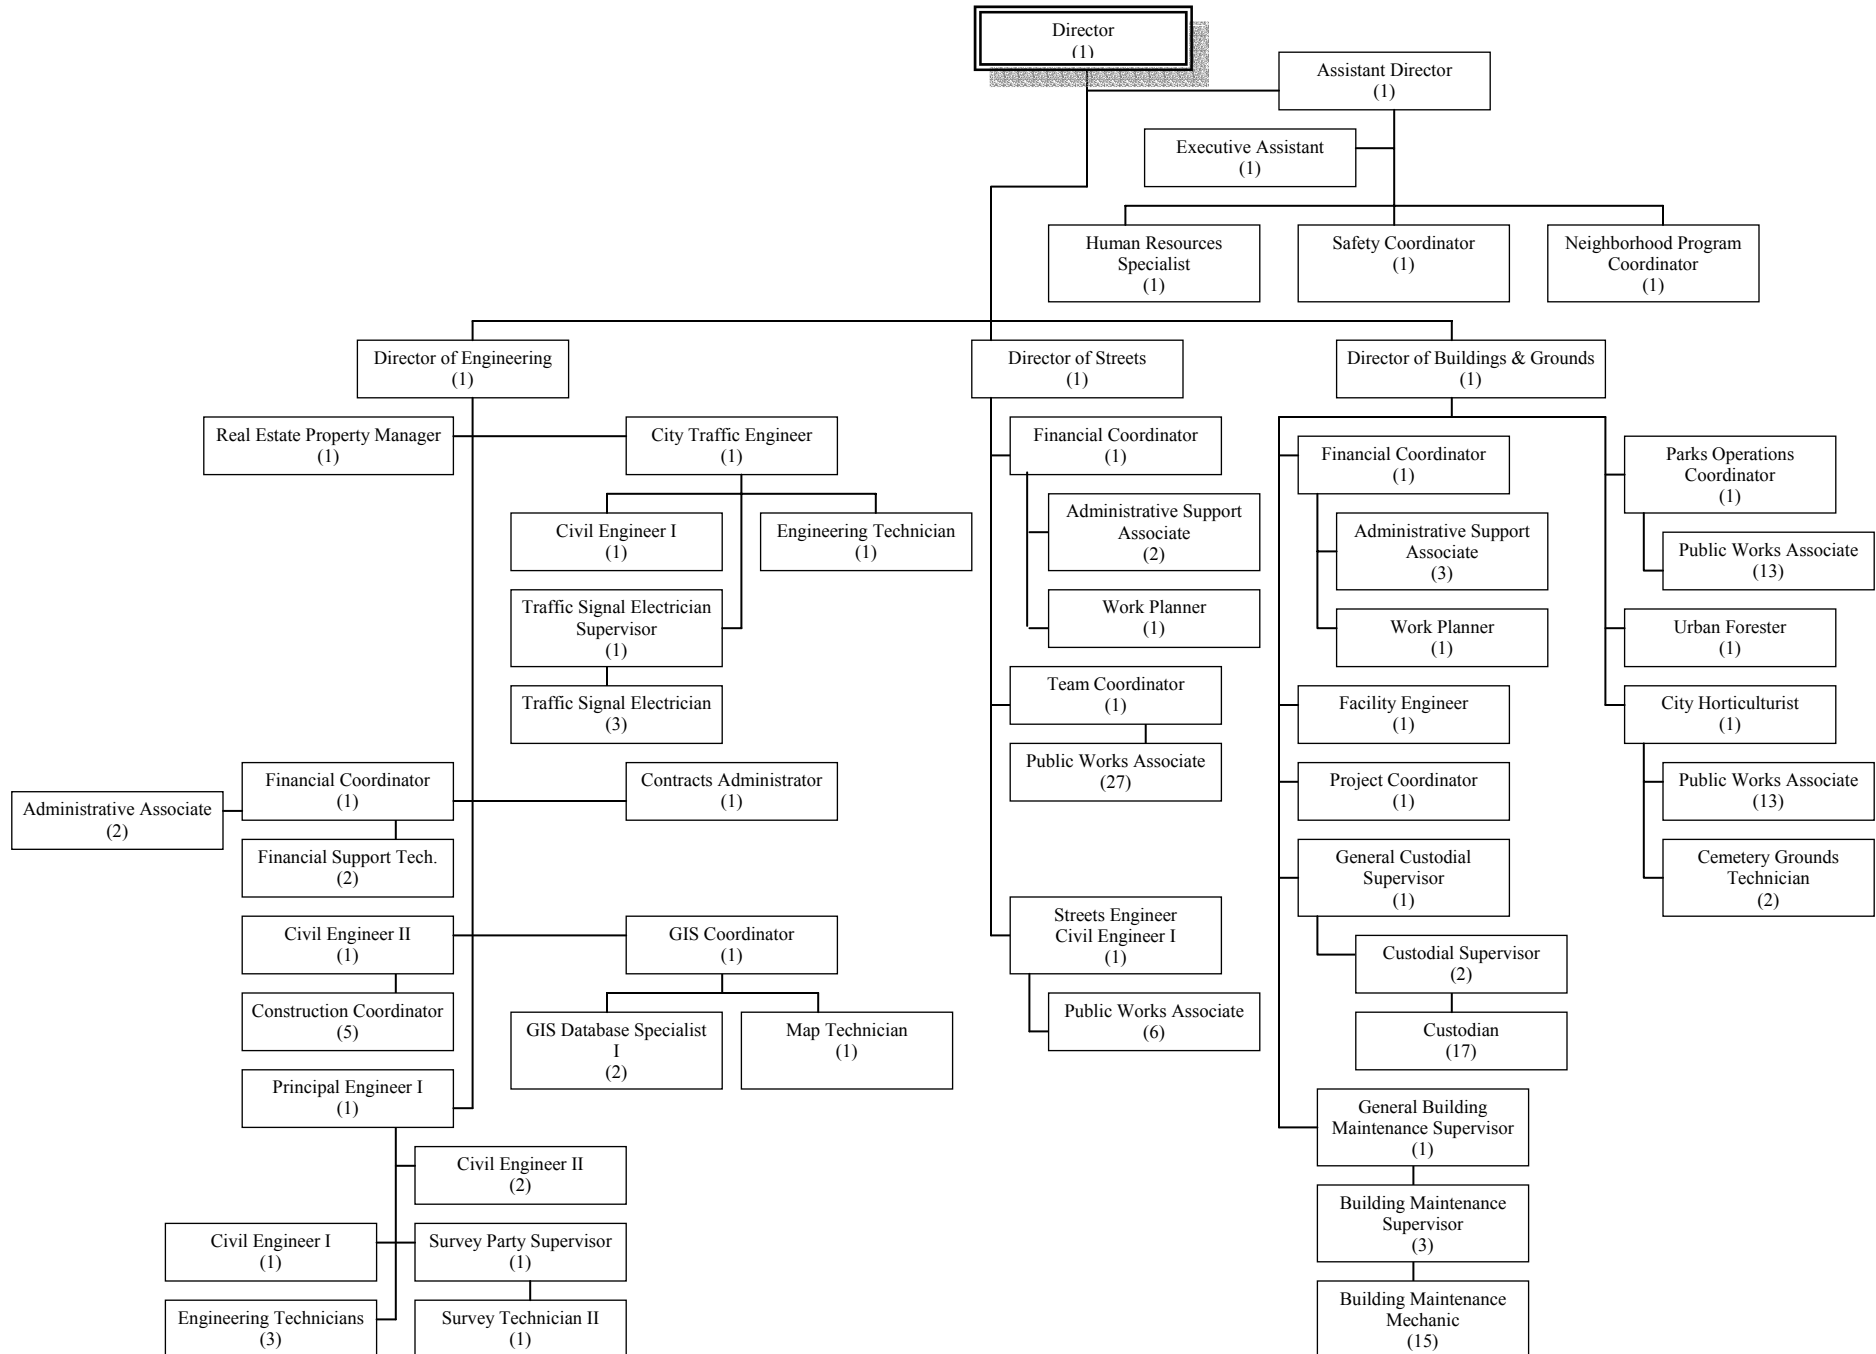 Director
(1)
Assistant Director
(1)
Executive Assistant
(1)
Human Resources
Specialist
(1)
Safety Coordinator
(1)
Neighborhood Program
Coordinator
(1)
Director of Engineering
(1)
Real Estate Property Manager
(1)
City Traffic Engineer
(1)
Civil Engineer I
(1)
Engineering Technician
(1)
Traffic Signal Electrician
Supervisor
(1)
Traffic Signal Electrician
(3)
Financial Coordinator
(1)
Contracts Administrator
(1)
Administrative Associate
(2)
Financial Support Tech.
(2)
Civil Engineer II
(1)
GIS Coordinator
(1)
Construction Coordinator
(5)
GIS Database Specialist
I
(2)
Map Technician
(1)
Principal Engineer I
(1)
Civil Engineer II
(2)
Civil Engineer I
(1)
Survey Party Supervisor
(1)
Engineering Technicians
(3)
Survey Technician II
(1)
Director of Streets
(1)
Financial Coordinator
(1)
Administrative Support
Associate
(2)
Work Planner
(1)
Team Coordinator
(1)
Public Works Associate
(27)
Streets Engineer
Civil Engineer I
(1)
Public Works Associate
(6)
Director of Buildings & Grounds
(1)
Financial Coordinator
(1)
Administrative Support
Associate
(3)
Work Planner
(1)
Facility Engineer
(1)
Project Coordinator
(1)
General Custodial
Supervisor
(1)
Custodial Supervisor
(2)
Custodian
(17)
General Building
Maintenance Supervisor
(1)
Building Maintenance
Supervisor
(3)
Building Maintenance
Mechanic
(15)
Parks Operations
Coordinator
(1)
Public Works Associate
(13)
Urban Forester
(1)
City Horticulturist
(1)
Public Works Associate
(13)
Cemetery Grounds
Technician
(2)